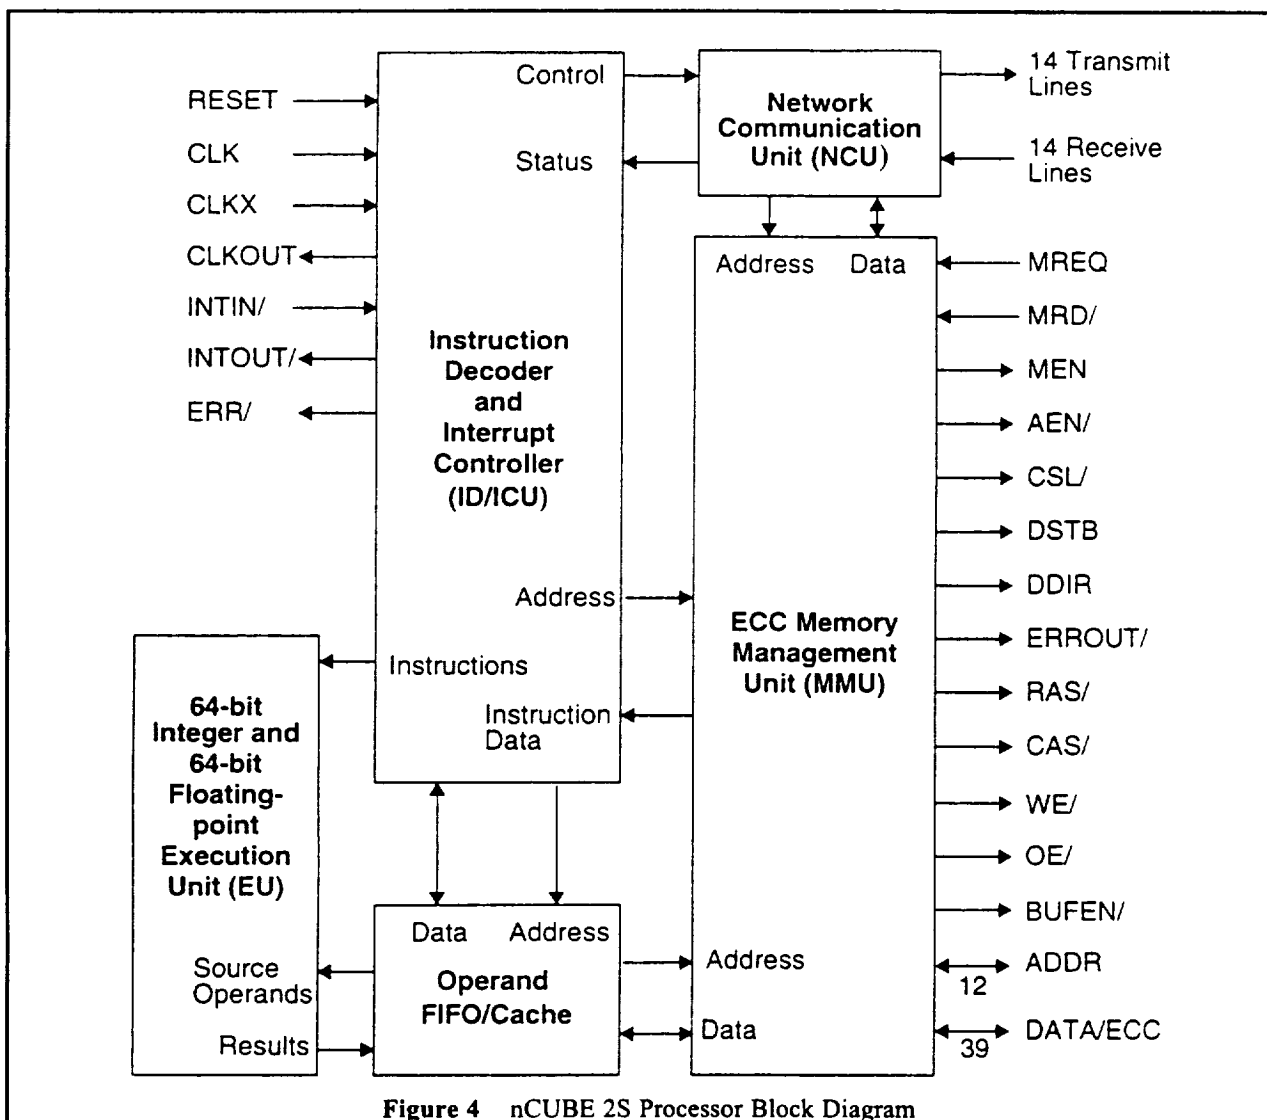 Control
RESET
CLK
Status
CLKX
CLKOUT
INTIN/
INTOUT/
ERR/
Instruction
Decoder
and
Interrupt
Controller
(ID/ICU)
Address
Instructions
Instruction
Data
Network
Communication
Unit (NCU)
14 Transmit
Lines
14 Receive
Lines
Address Data
ECC Memory
Management
Unit (MMU)
Address
Data
MREQ
MRD/
MEN
AEN/
CSL/
DSTB
DDIR
ERROUT/
RAS/
CAS/
WE/
OE/
BUFEN/
ADDR
12
DATA/ECC
39
64-bit
Integer and
64-bit
Floating-
point
Execution
Unit (EU)
Source
Operands
Results
Data Address
Operand
FIFO/Cache
Figure 4 nCUBE 2S Processor Block Diagram